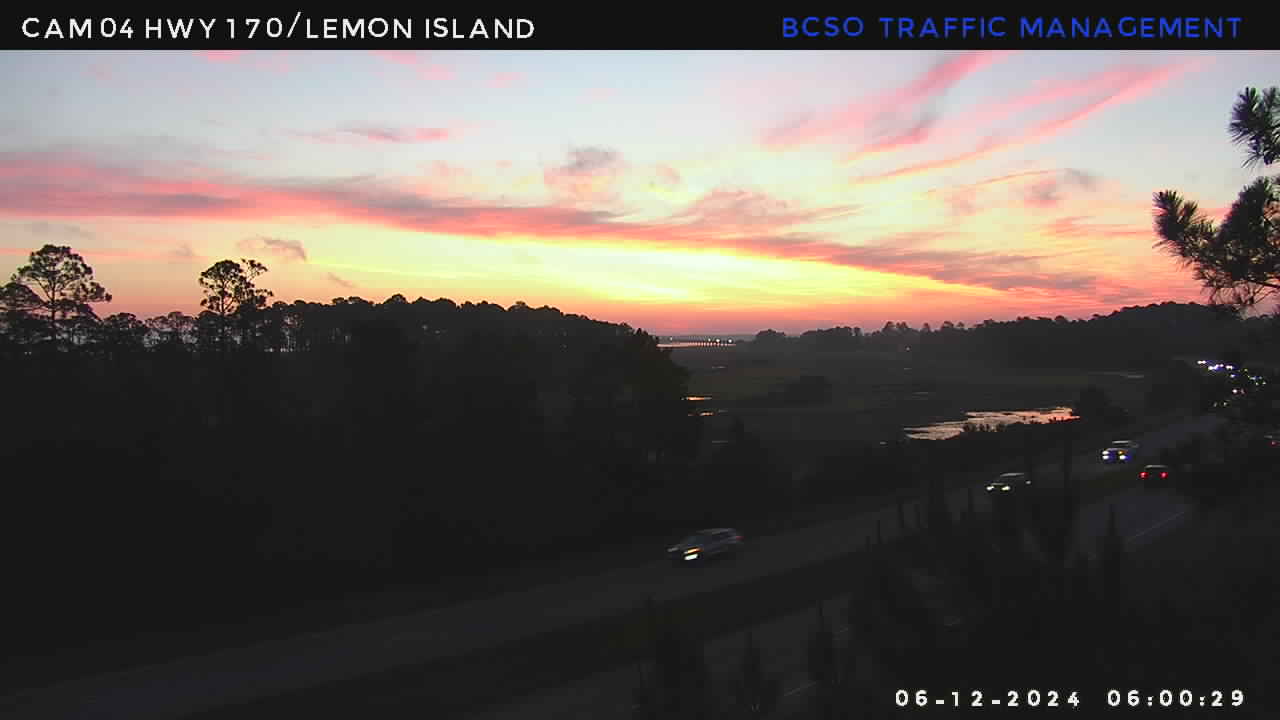 CAM04 HWY 170/LEMON ISLAND
BCSO TRAFFIC MANAGEMENT
06-12-2024 06:00:29